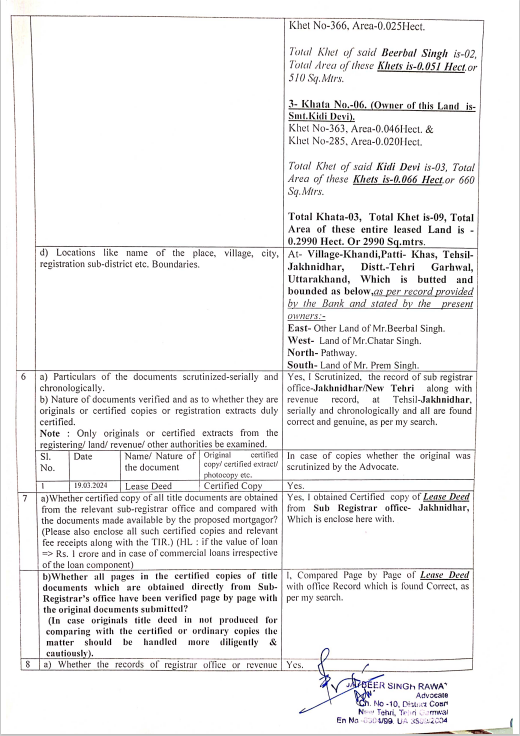 Khet No-366, Area-0.025Hect.
Total Khet of said Beerbal Singh is-02,
Total Area of these Khets is-0.051 Hect.or
510 Sq.Mtrs.
3- Khata No.-06. (Owner of this Land is-
Smt.Kidi Devi).
Khet No-363, Area-0.046Hect. &
Khet No-285, Area-0.020Hect.
Total Khet of said Kidi Devi is-03, Total
Area of these Khets is-0.066 Hect.or 660
Sq.Mtrs.
Total Khata-03, Total Khet is-09, Total
Area of these entire leased Land is -
0.2990 Hect. Or 2990 Sq.mtrs.
d) Locations like name of the place, village, city,
registration sub-district etc. Boundaries.
At- Village-Khandi,Patti- Khas, Tehsil-
Jakhnidhar, Distt.-Tehri Garhwal,
Uttarakhand, Which is butted and
bounded as below,as per record provided
by the Bank and stated by the present
owners:-
East- Other Land of Mr.Beerbal Singh.
West- Land of Mr.Chatar Singh.
North- Pathway.
South- Land of Mr. Prem Singh.
6
a) Particulars of the documents scrutinized-serially and
chronologically.
b) Nature of documents verified and as to whether they are
originals or certified copies or registration extracts duly
certified.
Note : Only originals or certified extracts from the
registering/ land/ revenue/ other authorities be examined.
Yes, I Scrutinized, the record of sub registrar
office-Jakhnidhar/New Tehri along with
revenue record, at Tehsil-Jakhnidhar,
serially and chronologically and all are found
correct and genuine, as per my search.
Sl.
No.
Date
Name/ Nature of
the document
Original certified
copy/ certified extract/
photocopy etc.
In case of copies whether the original was
scrutinized by the Advocate.
1
19.03.2024
Lease Deed
Certified Copy
Yes.
7
a)Whether certified copy of all title documents are obtained
from the relevant sub-registrar office and compared with
the documents made available by the proposed mortgagor?
(Please also enclose all such certified copies and relevant
fee receipts along with the TIR.) (HL : if the value of loan
=> Rs. 1 crore and in case of commercial loans irrespective
of the loan component)
Yes, I obtained Certified copy of Lease Deed
from Sub Registrar office- Jakhnidhar,
Which is enclose here with.
b)Whether all pages in the certified copies of title
documents which are obtained directly from Sub-
Registrar's office have been verified page by page with
the original documents submitted?
(In case originals title deed in not produced for
comparing with the certified or ordinary copies the
matter should be handled more diligently &
cautiously).
I, Compared Page by Page of Lease Deed
with office Record which is found Correct, as
per my search.
8
a) Whether the records of registrar office or revenue
Yes.
BEER SINGH RAWA
Advocate
Ch. No -10, District Court
New Tehri, Tehri Garhwal
En No